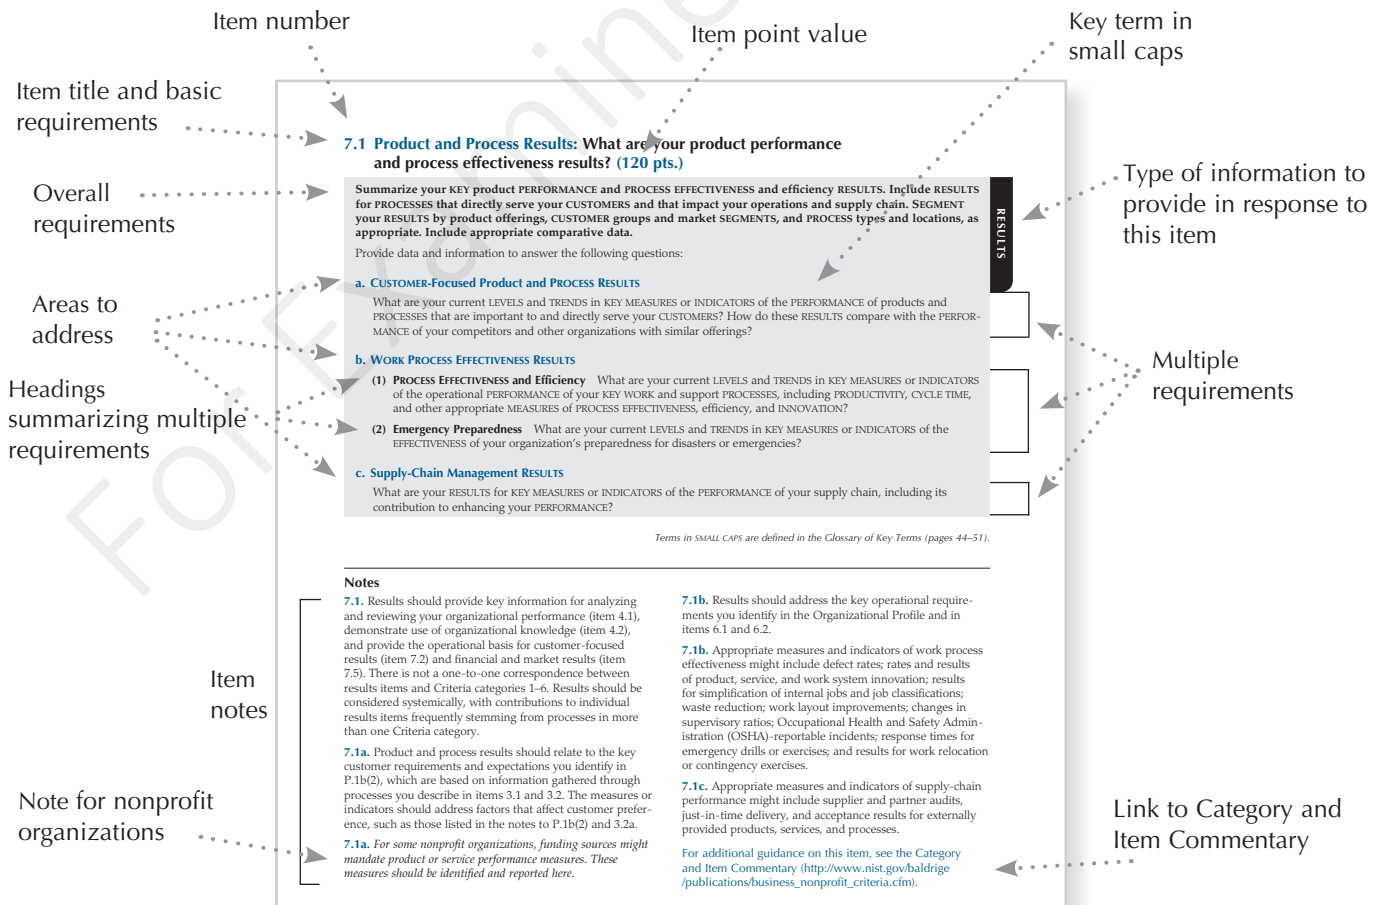 Item number
Item point value
Key term in
small caps
Item title and basic
requirements
7.1 Product and Process Results: What are your product performance
and process effectiveness results? (120 pts.)
Overall
requirements
Summarize your KEY product PERFORMANCE and PROCESS EFFECTIVENESS and efficiency RESULTS. Include RESULTS
for PROCESSES that directly serve your CUSTOMERS and that impact your operations and supply chain. SEGMENT
your RESULTS by product offerings, CUSTOMER groups and market SEGMENTS, and PROCESS types and locations, as
appropriate. Include appropriate comparative data.
Provide data and information to answer the following questions:
RESULTS
Type of information to
provide in response to
this item
Areas to
address
a. CUSTOMER-Focused Product and PROCESS RESULTS
What are your current LEVELS and TRENDS in KEY MEASURES or INDICATORS of the PERFORMANCE of products and
PROCESSES that are important to and directly serve your CUSTOMERS? How do these RESULTS compare with the PERFOR-
MANCE of your competitors and other organizations with similar offerings?
b. WORK PROCESS EFFECTIVENESS RESULTS
Headings
summarizing multiple
requirements
(1) PROCESS EFFECTIVENESS and Efficiency What are your current LEVELS and TRENDS in KEY MEASURES or INDICATORS
of the operational PERFORMANCE of your KEY WORK and support PROCESSES, including PRODUCTIVITY, CYCLE TIME,
and other appropriate MEASURES of PROCESS EFFECTIVENESS, efficiency, and INNOVATION?
(2) Emergency Preparedness What are your current LEVELS and TRENDS in KEY MEASURES or INDICATORS of the
EFFECTIVENESS of your organization's preparedness for disasters or emergencies?
Multiple
requirements
c. Supply-Chain Management RESULTS
What are your RESULTS for KEY MEASURES or INDICATORS of the PERFORMANCE of your supply chain, including its
contribution to enhancing your PERFORMANCE?
Terms in SMALL CAPS are defined in the Glossary of Key Terms (pages 44–51).
Notes
Item
notes
7.1. Results should provide key information for analyzing
and reviewing your organizational performance (item 4.1),
demonstrate use of organizational knowledge (item 4.2),
and provide the operational basis for customer-focused
results (item 7.2) and financial and market results (item
7.5). There is not a one-to-one correspondence between
results items and Criteria categories 1–6. Results should be
considered systemically, with contributions to individual
results items frequently stemming from processes in more
than one Criteria category.
7.1a. Product and process results should relate to the key
customer requirements and expectations you identify in
P.1b(2), which are based on information gathered through
processes you describe in items 3.1 and 3.2. The measures or
indicators should address factors that affect customer prefer-
ence, such as those listed in the notes to P.1b(2) and 3.2a.
Note for nonprofit
organizations
7.1a. For some nonprofit organizations, funding sources might
mandate product or service performance measures. These
measures should be identified and reported here.
7.1b. Results should address the key operational require-
ments you identify in the Organizational Profile and in
items 6.1 and 6.2.
7.1b. Appropriate measures and indicators of work process
effectiveness might include defect rates; rates and results
of product, service, and work system innovation; results
for simplification of internal jobs and job classifications;
waste reduction; work layout improvements; changes in
supervisory ratios; Occupational Health and Safety Admin-
istration (OSHA)-reportable incidents; response times for
emergency drills or exercises; and results for work relocation
or contingency exercises.
7.1c. Appropriate measures and indicators of supply-chain
performance might include supplier and partner audits,
just-in-time delivery, and acceptance results for externally
provided products, services, and processes.
For additional guidance on this item, see the Category
and Item Commentary (http://www.nist.gov/baldrige
/publications/business_nonprofit_criteria.cfm).
Link to Category and
Item Commentary
For Examine